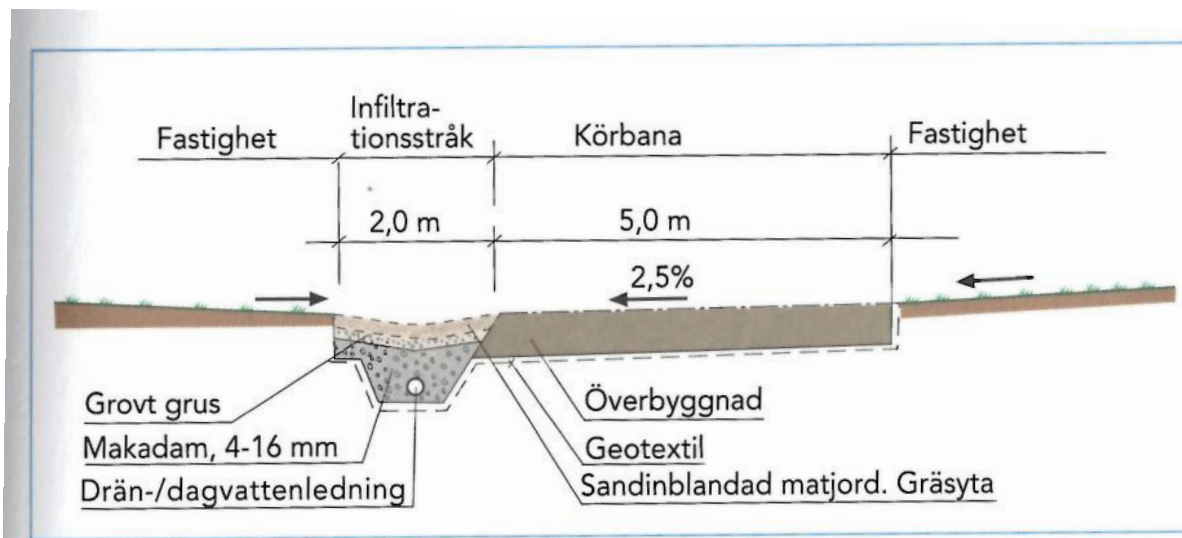 Fastighet
Infiltra-
tionsstråk
Körbana
Fastighet
2,0 m
5,0 m
2,5%
Grovt grus
Makadam, 4-16 mm
Drän-/dagvattenledning
Överbyggnad
Geotextil
Sandinblandad matjord. Gräsyta